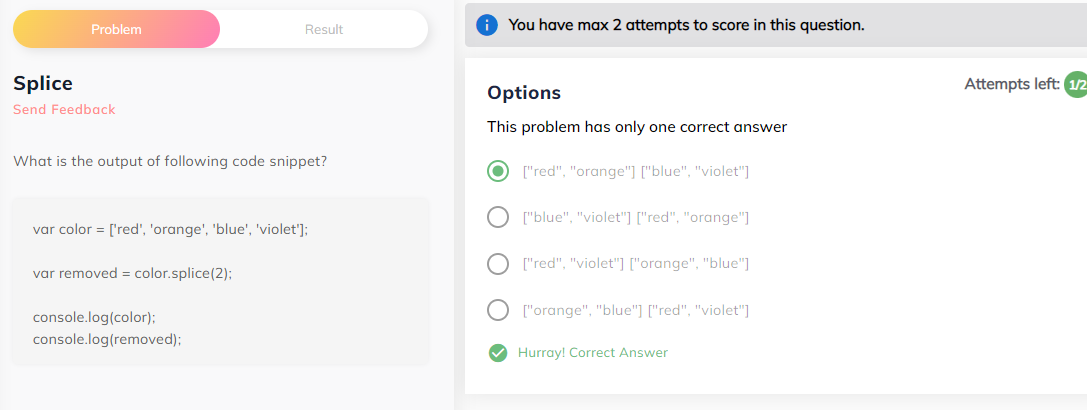 Problem
Result
Splice
Send Feedback
What is the output of following code snippet?
var color = ['red', 'orange', 'blue', 'violet'];
var removed = color.splice(2);
console.log(color);
console.log(removed);
You have max 2 attempts to score in this question.
Options
Attempts left: 1/2
This problem has only one correct answer
["red", "orange"] ["blue", "violet"]
["blue", "violet"] ["red", "orange"]
["red", "violet"] ["orange", "blue"]
["orange", "blue"] ["red", "violet"]
Hurray! Correct Answer